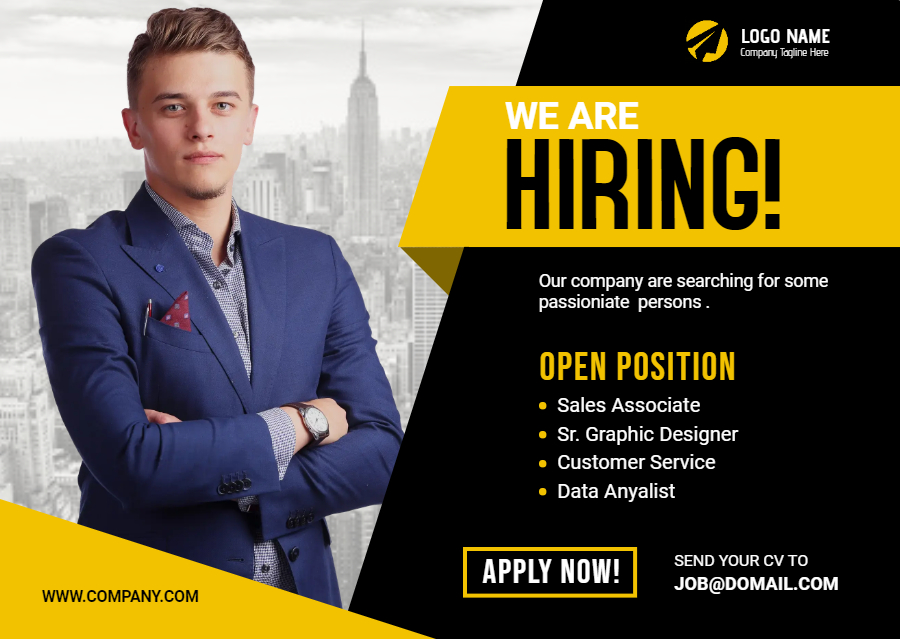 LOGO NAME
Company Tagline Here
WE ARE
HIRING!
Our company are searching for some
passioniate persons .
OPEN POSITION
Sales Associate
Sr. Graphic Designer
Customer Service
Data Anyalist
APPLY NOW!
SEND YOUR CV TO
JOB@DOMAIL.COM
WWW.COMPANY.COM